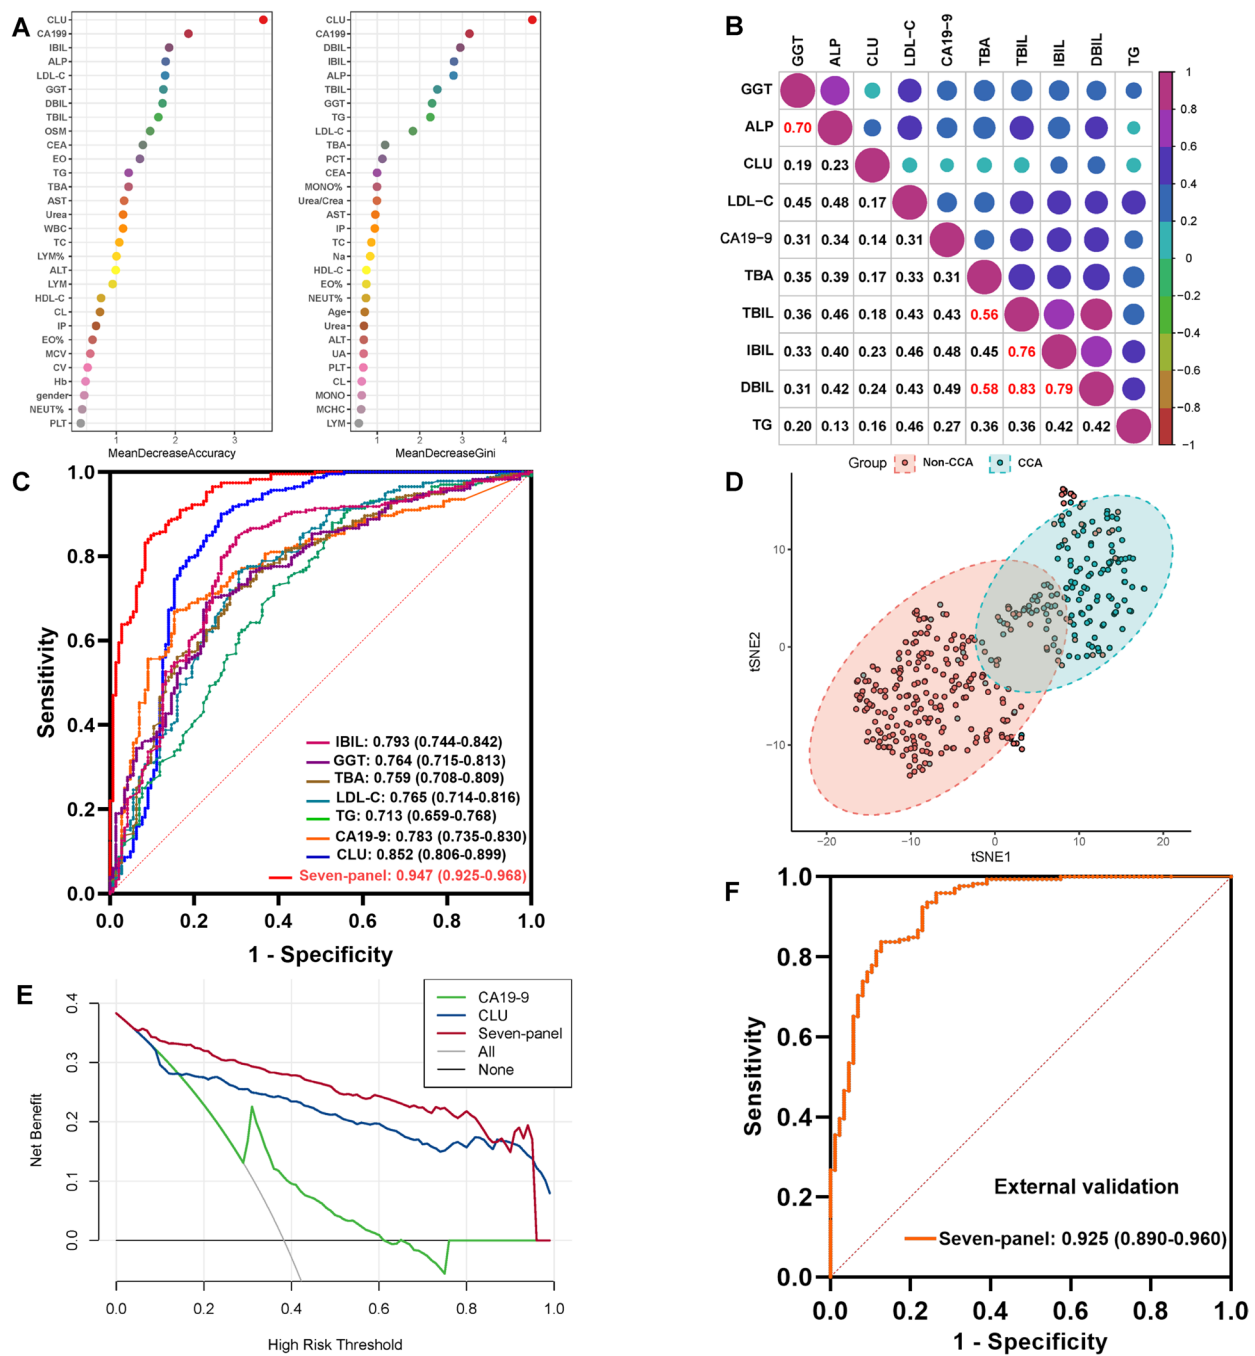 A
CLU
CA199
IBIL
ALP
LDL-C
GGT
DBIL
TBIL
OSM
CEA
EO
TG
TBA
AST
Urea
WBC
TC
LYM%
ALT
LYM
HDL-C
CL
IP
EO%
MCV
CV
Hb
gender
NEUT%
PLT
1 2 3
MeanDecreaseAccuracy
CLU
CA199
DBIL
IBIL
ALP
TBIL
GGT
TG
LDL-C
TBA
PCT
CEA
MONO%
Urea/Crea
AST
IP
TC
Na
HDL-C
EO%
NEUT%
Age
Urea
ALT
UA
PLT
CL
MONO
MCHC
LYM
1 2 3 4
MeanDecreaseGini
B
GGT ALP CLU LDL-C CA19-9 TBA TBIL IBIL DBIL TG
GGT
ALP 0.70
CLU 0.19 0.23
LDL-C 0.45 0.48 0.17
CA19-9 0.31 0.34 0.14 0.31
TBA 0.35 0.39 0.17 0.33 0.31
TBIL 0.36 0.46 0.18 0.43 0.43 0.56
IBIL 0.33 0.40 0.23 0.46 0.48 0.45 0.76
DBIL 0.31 0.42 0.24 0.43 0.49 0.58 0.83 0.79
TG 0.20 0.13 0.16 0.46 0.27 0.36 0.36 0.42 0.42
1
0.8
0.6
0.4
0.2
0
-0.2
-0.4
-0.6
-0.8
-1
C
1.0
0.8
0.6
0.4
0.2
0.0
Sensitivity
IBIL: 0.793 (0.744-0.842)
GGT: 0.764 (0.715-0.813)
TBA: 0.759 (0.708-0.809)
LDL-C: 0.765 (0.714-0.816)
TG: 0.713 (0.659-0.768)
CA19-9: 0.783 (0.735-0.830)
CLU: 0.852 (0.806-0.899)
Seven-panel: 0.947 (0.925-0.968)
0.0 0.2 0.4 0.6 0.8 1.0
1 - Specificity
D
Group Non-CCA CCA
10
0
-10
tSNE2
-20 -10 0 10 20
tSNE1
E
CA19-9
CLU
Seven-panel
All
None
0.4
0.3
0.2
0.1
0.0
Net Benefit
0.0 0.2 0.4 0.6 0.8 1.0
High Risk Threshold
F
1.0
0.8
0.6
0.4
0.2
0.0
Sensitivity
External validation
Seven-panel: 0.925 (0.890-0.960)
0.0 0.2 0.4 0.6 0.8 1.0
1 - Specificity